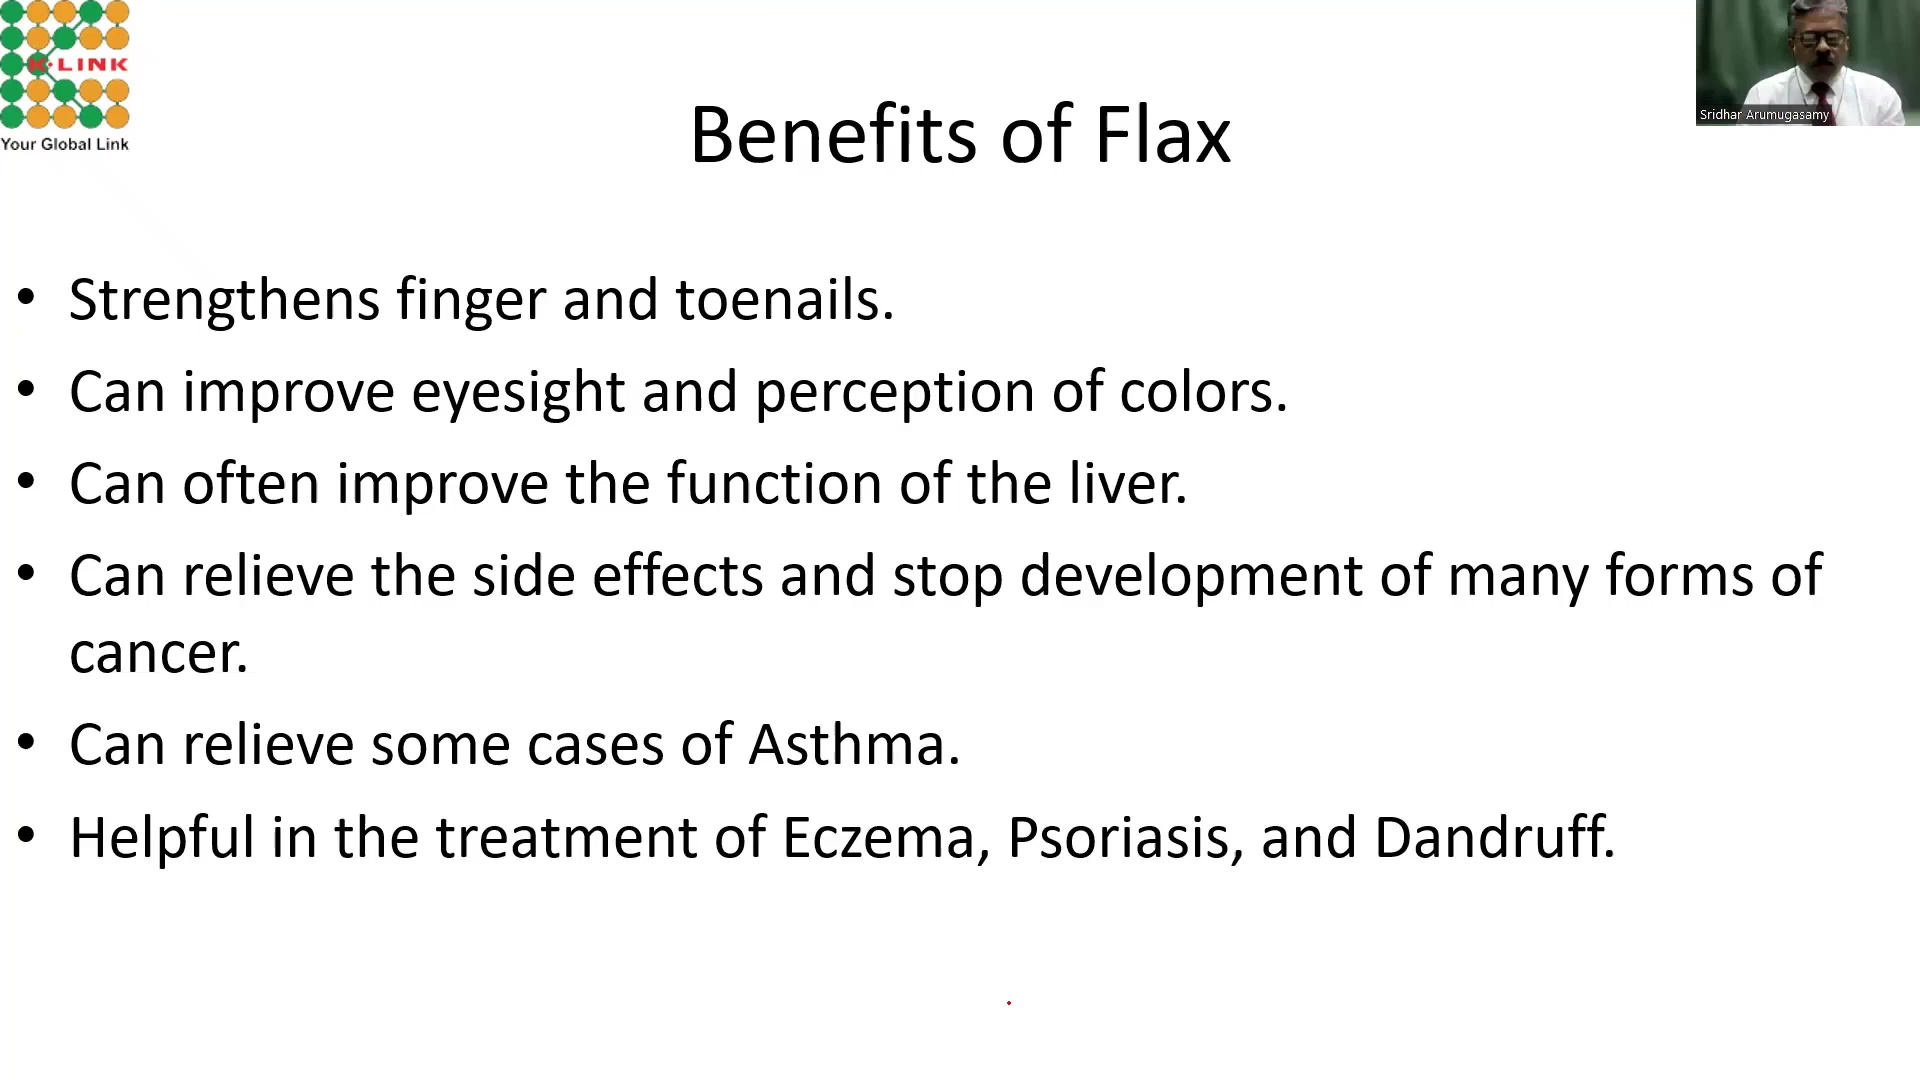 K-LINK
Your Global Link
Sridhar Arumugasamy
Benefits of Flax
• Strengthens finger and toenails.
• Can improve eyesight and perception of colors.
• Can often improve the function of the liver.
• Can relieve the side effects and stop development of many forms of
cancer.
• Can relieve some cases of Asthma.
• Helpful in the treatment of Eczema, Psoriasis, and Dandruff.